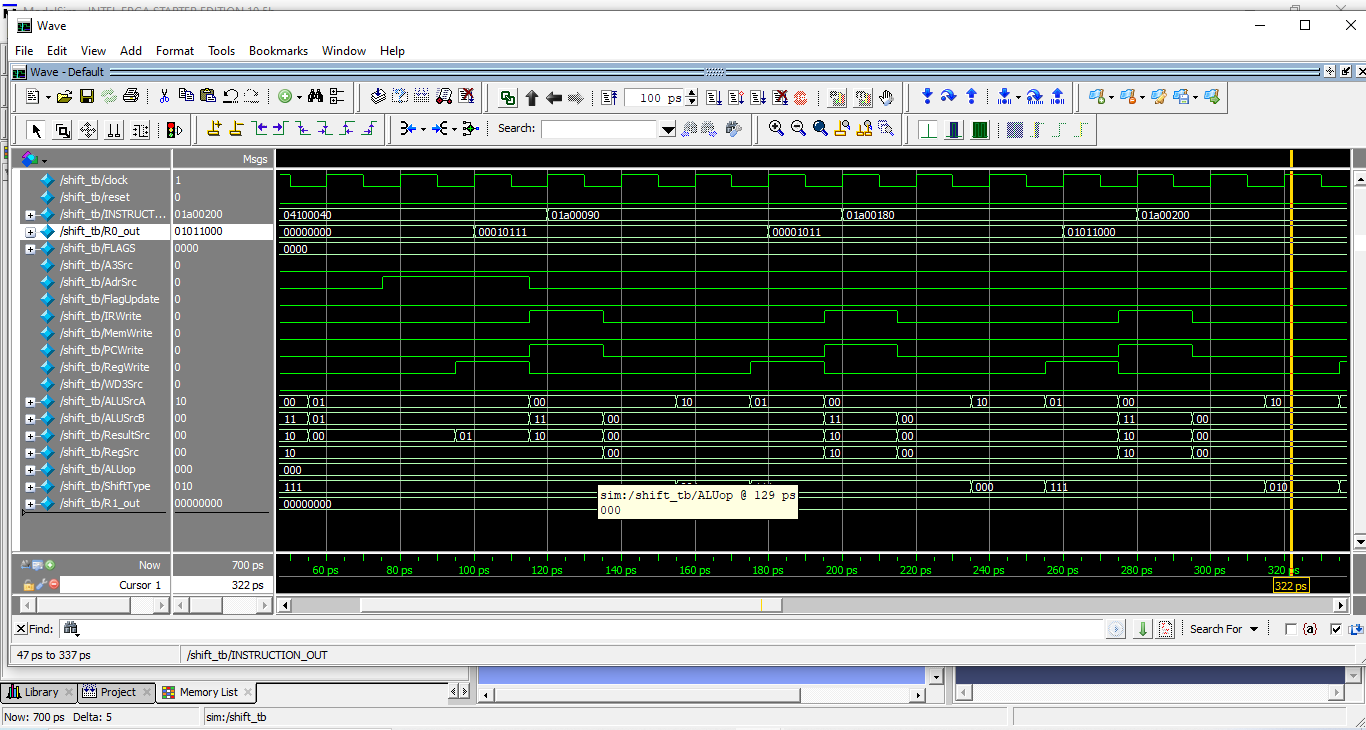 Wave
File Edit View Add Format Tools Bookmarks Window Help
Wave - Default
100 ps
Search:
Msgs
/shift_tb/clock 1
/shift_tb/reset 0
/shift_tb/INSTRUCT... 01a00200 04100040 01a00090 01a00180 01a00200
/shift_tb/R0_out 01011000 00000000 00010111 00001011 01011000
/shift_tb/FLAGS 0000 0000
/shift_tb/A3Src 0
/shift_tb/AdrSrc 0
/shift_tb/FlagUpdate 0
/shift_tb/IRWrite 0
/shift_tb/MemWrite 0
/shift_tb/PCWrite 0
/shift_tb/RegWrite 0
/shift_tb/WD3Src 0
/shift_tb/ALUSrcA 10 00 01 00 10 01 00 10 01 00 10
/shift_tb/ALUSrcB 00 11 01 11 00 11 00 11 00
/shift_tb/ResultSrc 00 10 00 01 10 00 10 00 10 00
/shift_tb/RegSrc 00 10 00 10 00 10 00
/shift_tb/ALUop 000 000
/shift_tb/ShiftType 010 111 000 111 010
/shift_tb/R1_out 00000000 00000000
sim:/shift_tb/ALUop @ 129 ps
000
Now 700 ps
60 ps 80 ps 100 ps 120 ps 140 ps 160 ps 180 ps 200 ps 220 ps 240 ps 260 ps 280 ps 300 ps 320 ps
Cursor 1 322 ps 322 ps
Find: Search For {a}
47 ps to 337 ps /shift_tb/INSTRUCTION_OUT
Library Project Memory List
Now: 700 ps Delta: 5 sim:/shift_tb